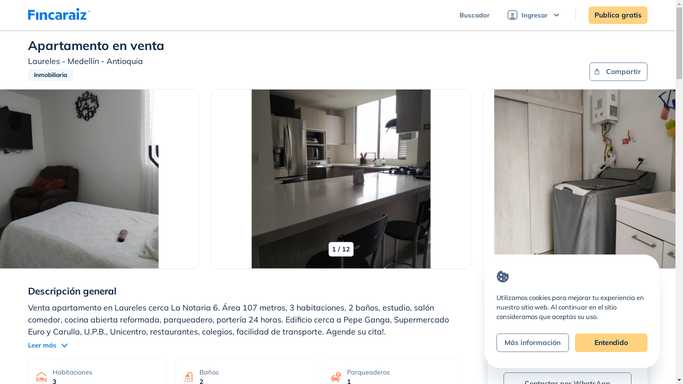 Fincaraiz
Buscador
Ingresar
Publica gratis
Apartamento en venta
Laureles - Medellín - Antioquia
Inmobiliaria
Compartir
1 / 12
Descripción general
Venta apartamento en Laureles cerca La Notaria 6, Área 107 metros, 3 habitaciones, 2 baños, estudio, salón
comedor, cocina abierta reformada, parqueadero, portería 24 horas. Edificio cerca a Pepe Ganga, Supermercado
Euro y Carulla, U.P.B., Unicentro, restaurantes, colegios, facilidad de transporte. Agende su cita!.
Leer más
Habitaciones
3
Baños
2
Parqueaderos
1
Utilizamos cookies para mejorar tu experiencia en
nuestro sitio web. Al continuar en el sitio
consideramos que aceptas su uso.
Más información
Entendido
Contactar por WhatsApp